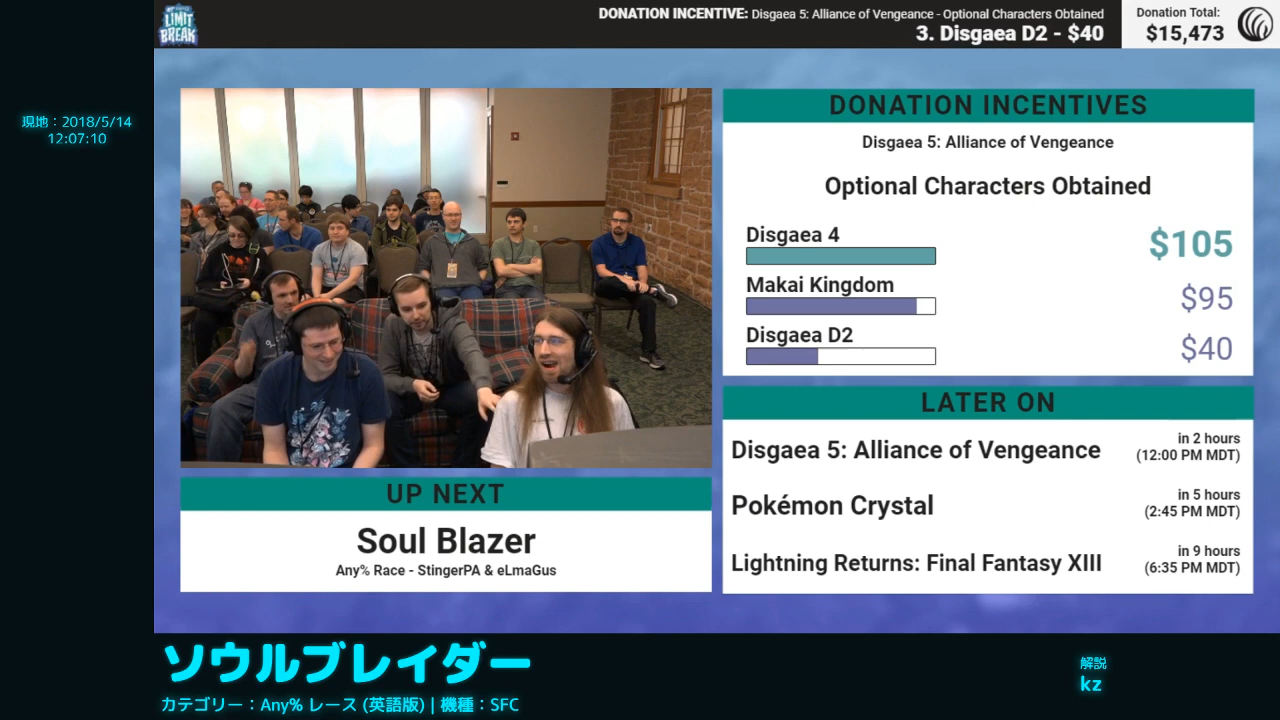 LIMIT
BREAK
DONATION INCENTIVE: Disgaea 5: Alliance of Vengeance - Optional Characters Obtained
3. Disgaea D2 - $40
Donation Total:
$15,473
現地：2018/5/14
12:07:10
DONATION INCENTIVES
Disgaea 5: Alliance of Vengeance
Optional Characters Obtained
Disgaea 4
$105
Makai Kingdom
$95
Disgaea D2
$40
LATER ON
Disgaea 5: Alliance of Vengeance
in 2 hours
(12:00 PM MDT)
Pokémon Crystal
in 5 hours
(2:45 PM MDT)
Lightning Returns: Final Fantasy XIII
in 9 hours
(6:35 PM MDT)
UP NEXT
Soul Blazer
Any% Race - StingerPA & eLmaGus
ソウルブレイダー
カテゴリー：Any% レース (英語版) | 機種：SFC
解説
kz